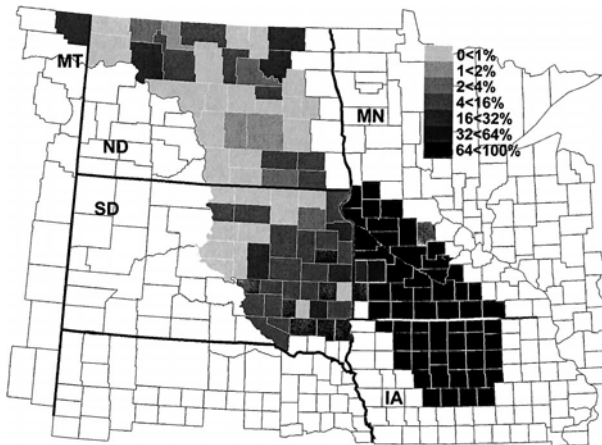 MT
ND
SD
MN
IA
0<1%
1<2%
2<4%
4<16%
16<32%
32<64%
64<100%